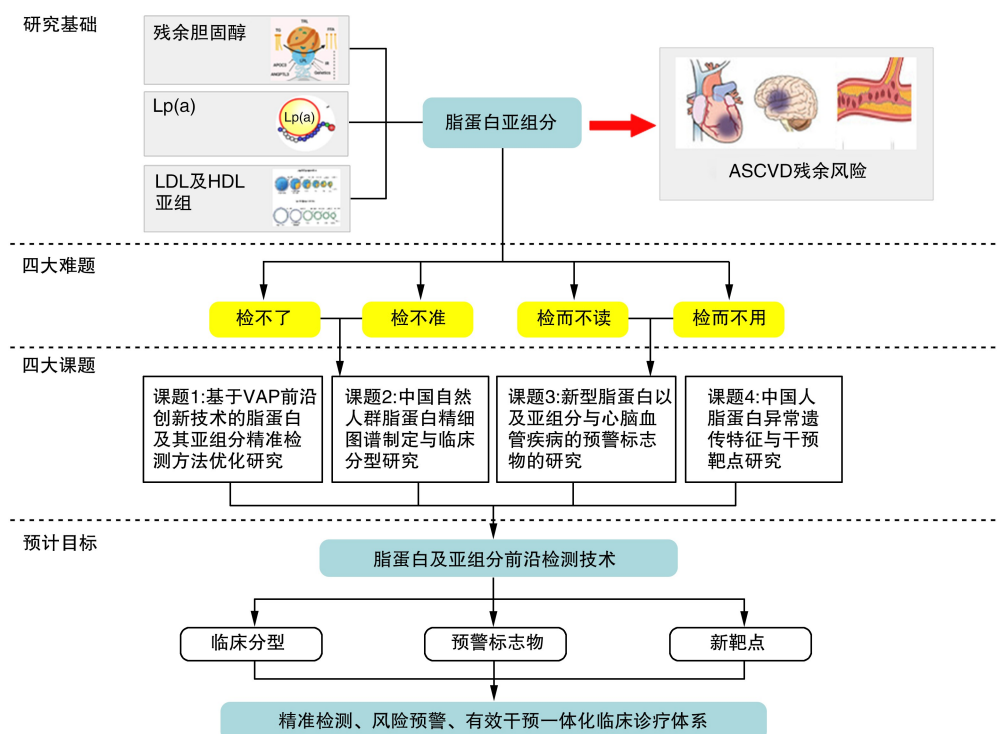 研究基础
残余胆固醇
TRL
TG
FFA
LPL
APOC3
IR
ANGPTL3
Genetics
Lp(a)
Lp(a)
LDL及HDL
亚组
脂蛋白亚组分
ASCVD残余风险
四大难题
检不了
检不准
检而不读
检而不用
四大课题
课题1:基于VAP前沿
创新技术的脂蛋白
及其亚组分精准检
测方法优化研究
课题2:中国自然
人群脂蛋白精细
图谱制定与临床
分型研究
课题3:新型脂蛋白以
及亚组分与心脑血
管疾病的预警标志
物的研究
课题4:中国人
脂蛋白异常遗
传特征与干预
靶点研究
预计目标
脂蛋白及亚组分前沿检测技术
临床分型
预警标志物
新靶点
精准检测、风险预警、有效干预一体化临床诊疗体系